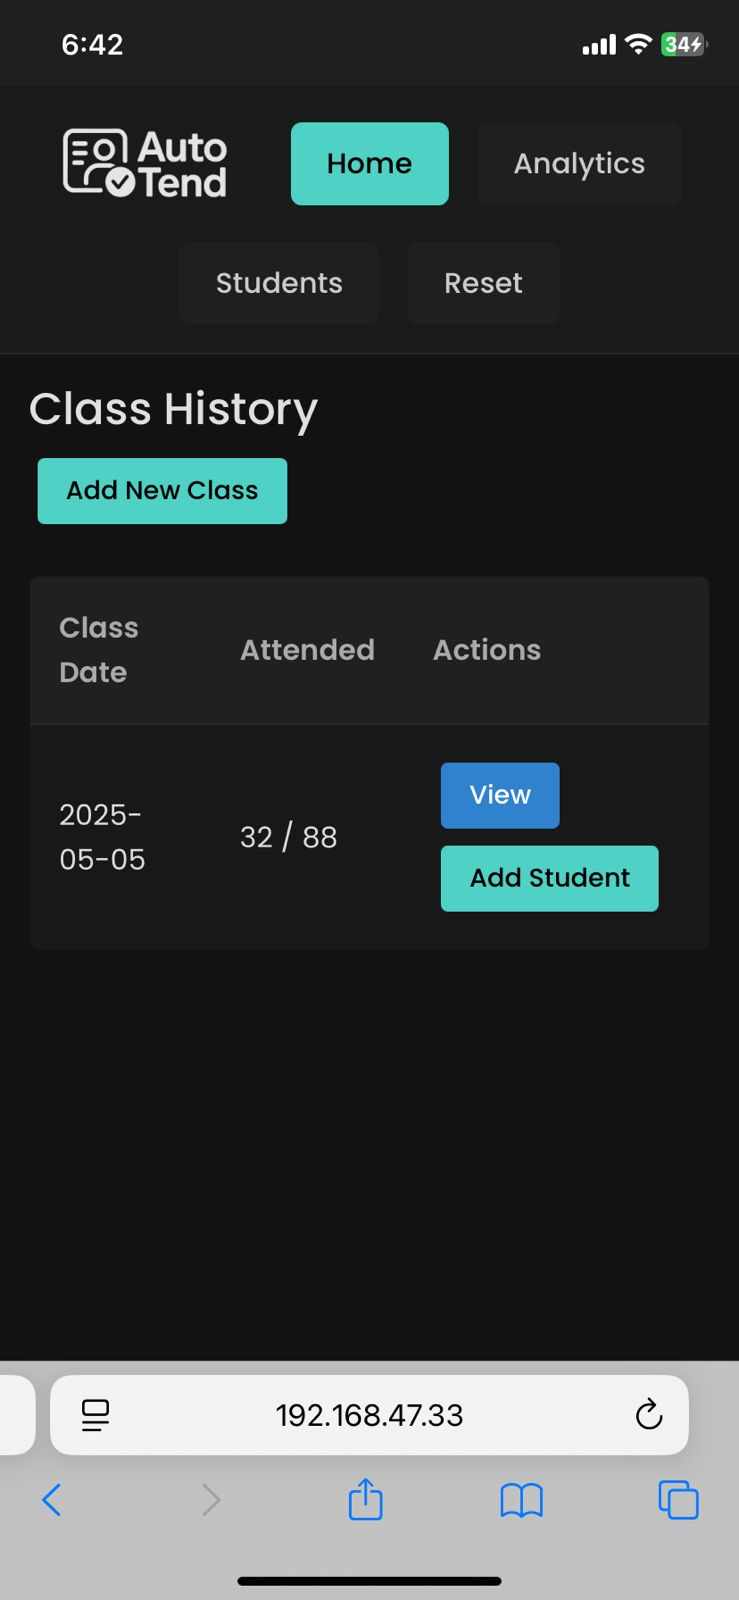 6:42
34
Auto
Tend
Home
Analytics
Students
Reset
Class History
Add New Class
Class
Date
Attended
Actions
2025-
05-05
32 / 88
View
Add Student
192.168.47.33